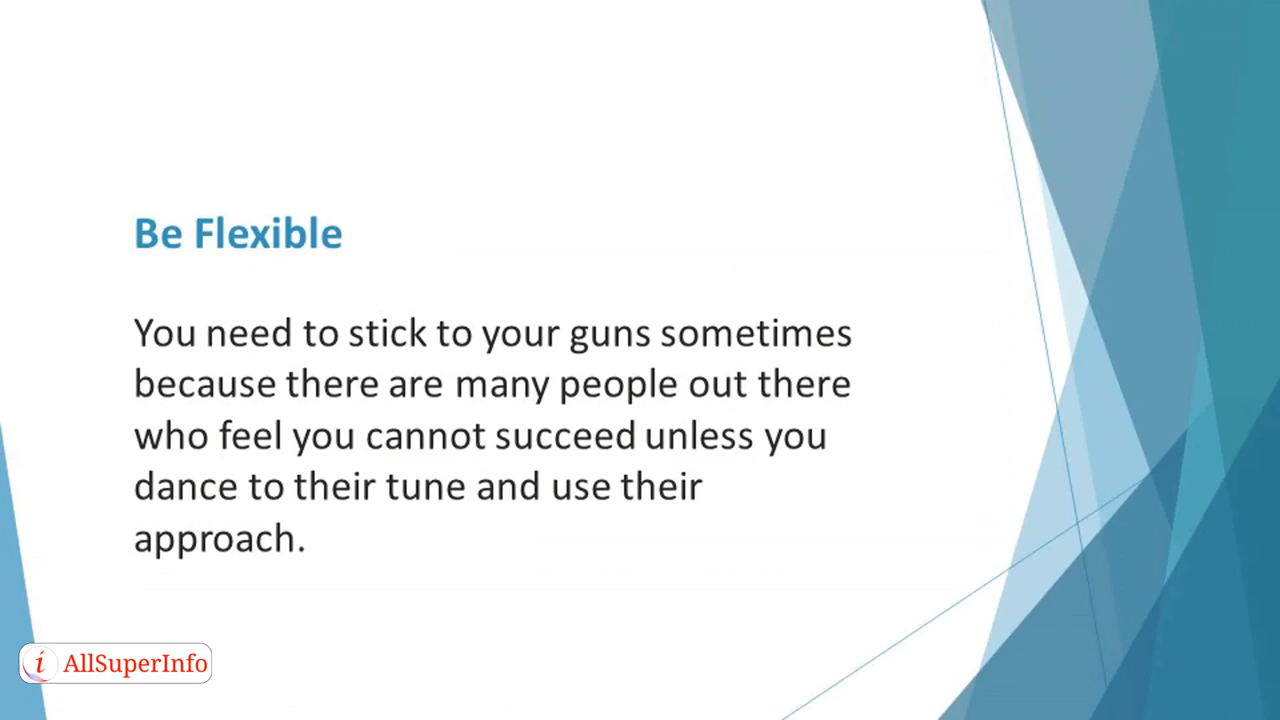 Be Flexible
You need to stick to your guns sometimes
because there are many people out there
who feel you cannot succeed unless you
dance to their tune and use their
approach.
i AllSuperInfo